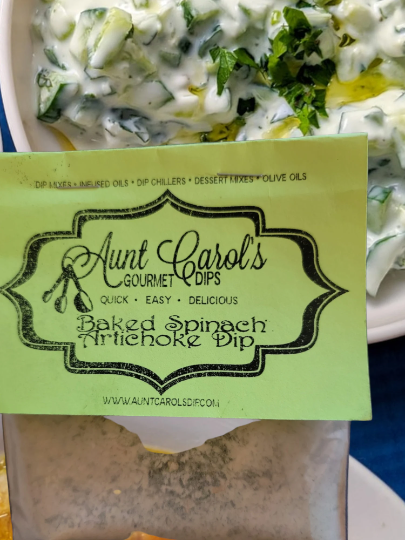 DIP MIXES • INFUSED OILS • DIP CHILLERS • DESSERT MIXES • OLIVE OILS
Aunt Carol's
GOURMET DIPS
QUICK • EASY • DELICIOUS
Baked Spinach
Artichoke Dip
WWW.AUNTCAROLSDIP.COM